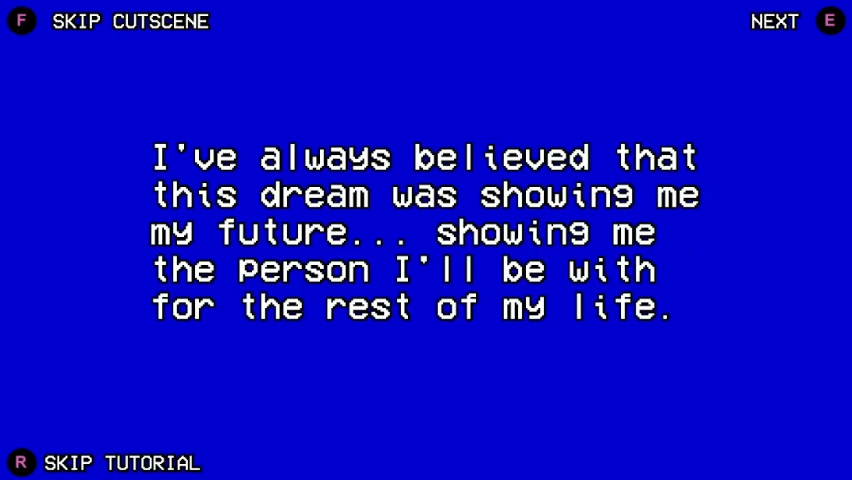 F SKIP CUTSCENE
NEXT E
I've always believed that
this dream was showing me
my future... showing me
the person I'll be with
for the rest of my life.
R SKIP TUTORIAL